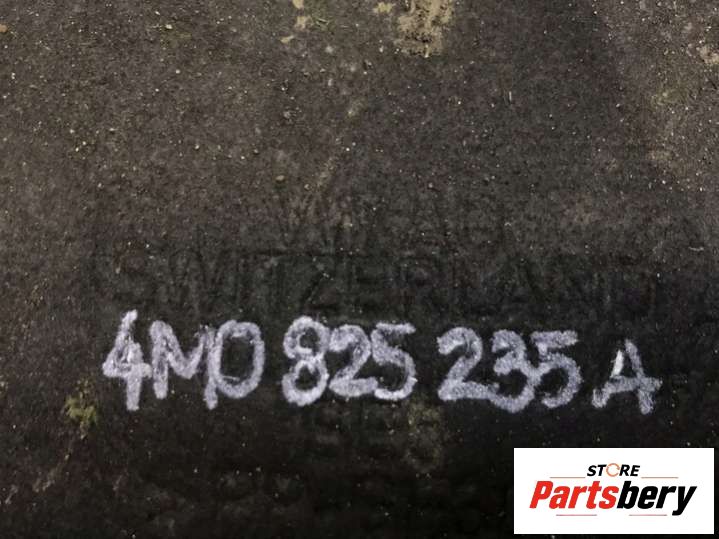 SWITZERLAND
4M0 825 235 A
STORE
Partsbery